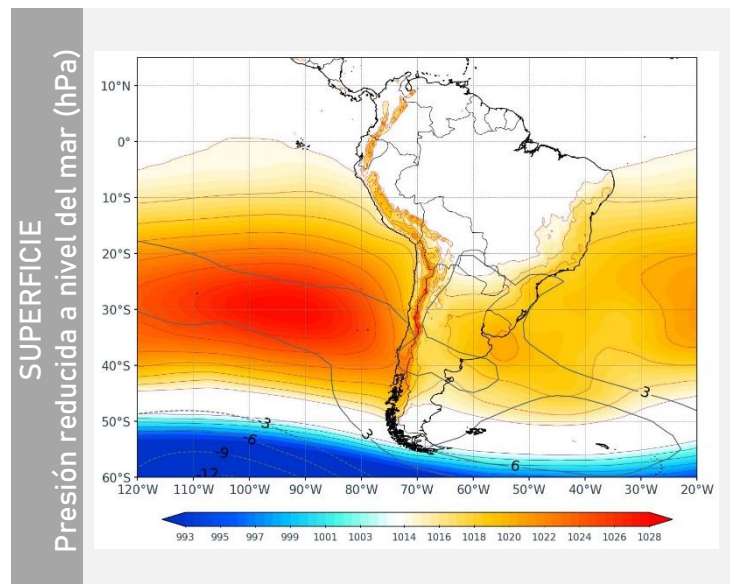 SUPERFICIE
Presión reducida a nivel del mar (hPa)
10°N
0°
10°S
20°S
30°S
40°S
50°S
60°S
-3
-6
-9
-12
3
3
6
120°W 110°W 100°W 90°W 80°W 70°W 60°W 50°W 40°W 30°W 20°W
993 995 997 999 1001 1003 1014 1016 1018 1020 1022 1024 1026 1028